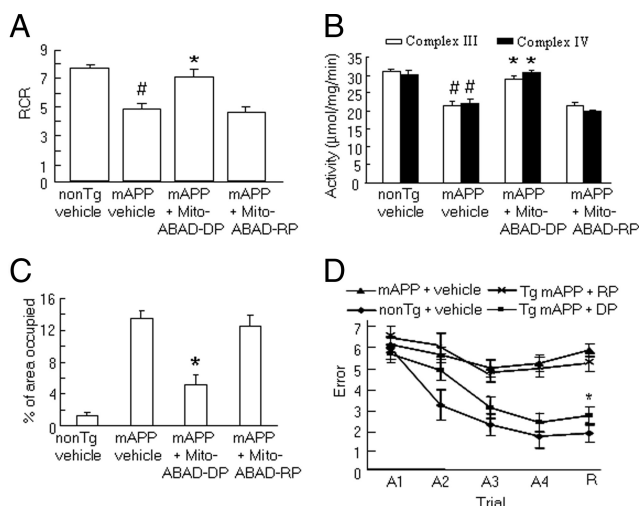 A
RCR
9
7
5
3
2
0
#
*
nonTg
vehicle
mAPP
vehicle
mAPP
+ Mito-
ABAD-DP
mAPP
+ Mito-
ABAD-RP
B
Complex III
Complex IV
Activity (µmol/mg/min)
35
30
25
20
15
10
5
0
# #
* *
nonTg
vehicle
mAPP
vehicle
mAPP
+ Mito-
ABAD-DP
mAPP
+ Mito-
ABAD-RP
C
% of area occupied
16
12
8
4
0
*
nonTg
vehicle
mAPP
vehicle
mAPP
+ Mito-
ABAD-DP
mAPP
+ Mito-
ABAD-RP
D
mAPP + vehicle
Tg mAPP + RP
nonTg + vehicle
Tg mAPP + DP
Error
7
6
5
4
3
2
1
0
*
A1
A2
A3
A4
R
Trial